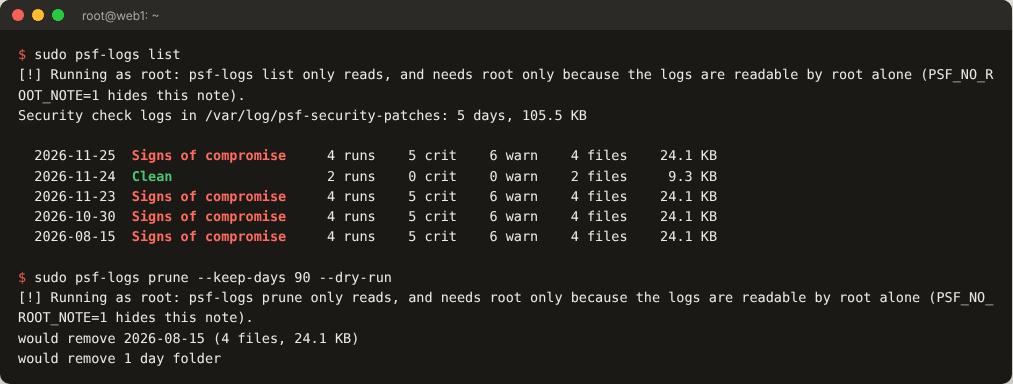 root@web1: ~
$ sudo psf-logs list
[!] Running as root: psf-logs list only reads, and needs root only because the logs are readable by root alone (PSF_NO_R
OOT_NOTE=1 hides this note).
Security check logs in /var/log/psf-security-patches: 5 days, 105.5 KB
2026-11-25  Signs of compromise     4 runs    5 crit    6 warn    4 files    24.1 KB
2026-11-24  Clean                   2 runs    0 crit    0 warn    2 files     9.3 KB
2026-11-23  Signs of compromise     4 runs    5 crit    6 warn    4 files    24.1 KB
2026-10-30  Signs of compromise     4 runs    5 crit    6 warn    4 files    24.1 KB
2026-08-15  Signs of compromise     4 runs    5 crit    6 warn    4 files    24.1 KB
$ sudo psf-logs prune --keep-days 90 --dry-run
[!] Running as root: psf-logs prune only reads, and needs root only because the logs are readable by root alone (PSF_NO_
ROOT_NOTE=1 hides this note).
would remove 2026-08-15 (4 files, 24.1 KB)
would remove 1 day folder